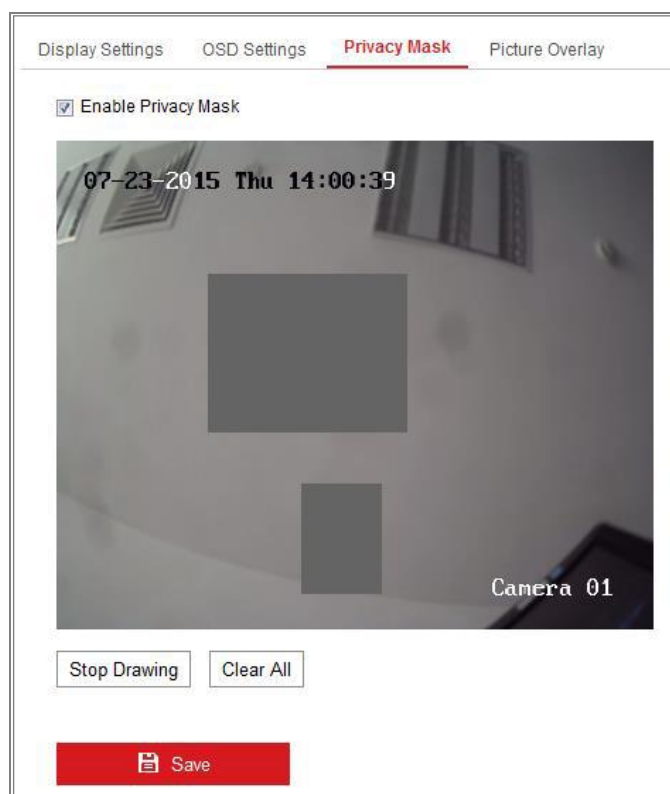 Display Settings OSD Settings Privacy Mask Picture Overlay
Enable Privacy Mask
07-23-2015 Thu 14:00:39
Camera 01
Stop Drawing Clear All
Save